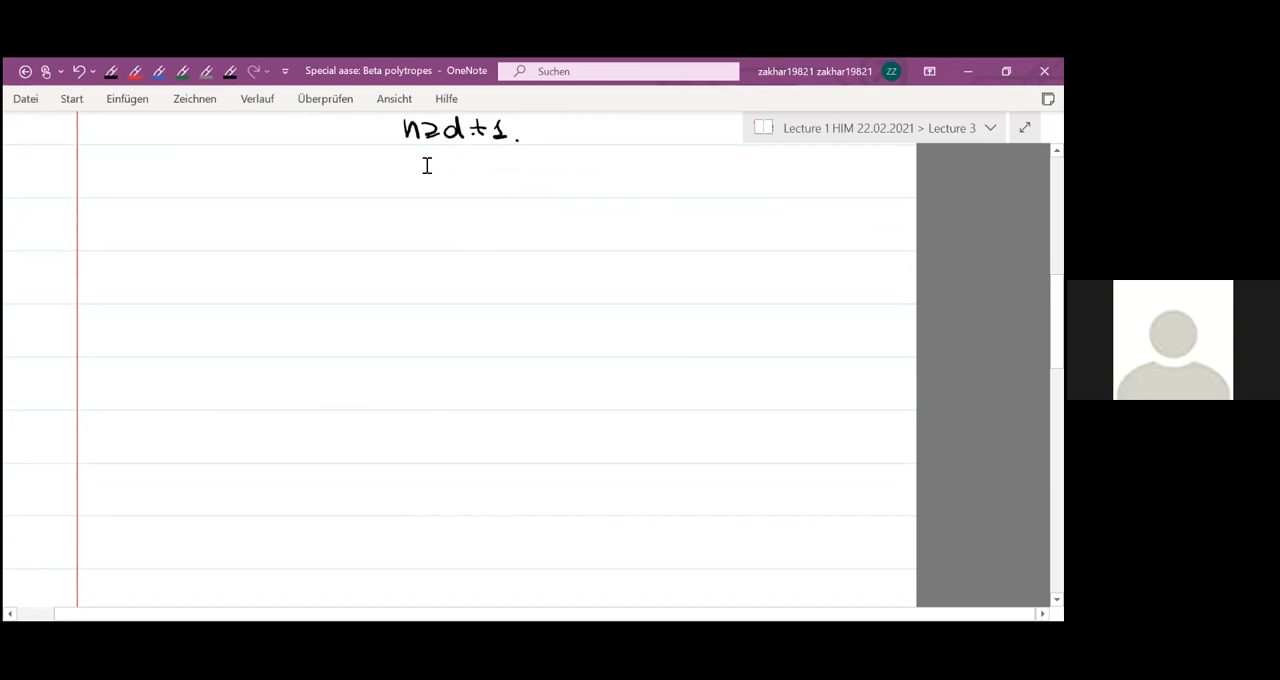 Special aase: Beta polytropes - OneNote
Suchen
zakhar19821 zakhar19821
ZZ
Datei Start Einfügen Zeichnen Verlauf Überprüfen Ansicht Hilfe
n≥d+1.
Lecture 1 HIM 22.02.2021 > Lecture 3